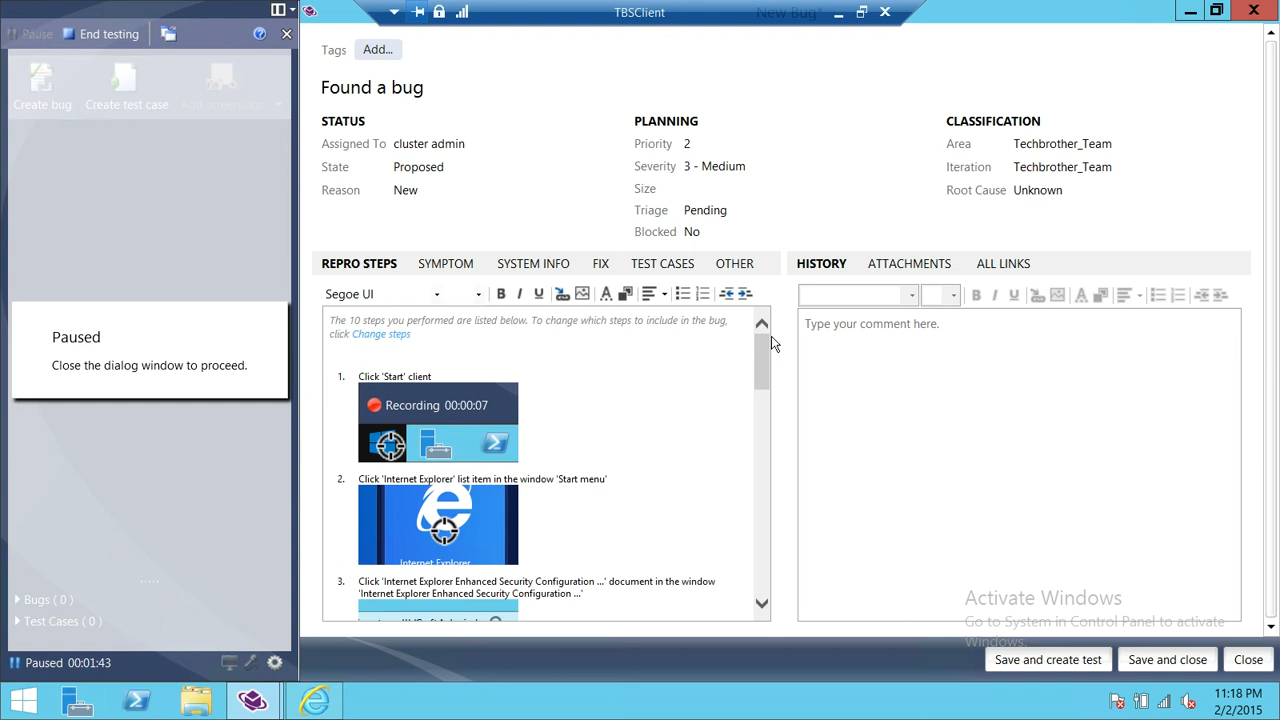 TBSClient
New Bug*
Pause
End testing
Create bug
Create test case
Add screenshot
Paused
Close the dialog window to proceed.
Bugs ( 0 )
Test Cases ( 0 )
Paused 00:01:43
Tags
Add...
Found a bug
STATUS
Assigned To cluster admin
State Proposed
Reason New
PLANNING
Priority 2
Severity 3 - Medium
Size
Triage Pending
Blocked No
CLASSIFICATION
Area Techbrother_Team
Iteration Techbrother_Team
Root Cause Unknown
REPRO STEPS SYMPTOM SYSTEM INFO FIX TEST CASES OTHER
Segoe UI
B I U A
The 10 steps you performed are listed below. To change which steps to include in the bug,
click Change steps
1. Click 'Start' client
Recording 00:00:07
2. Click 'Internet Explorer' list item in the window 'Start menu'
Internet Explorer
3. Click 'Internet Explorer Enhanced Security Configuration ...' document in the window
'Internet Explorer Enhanced Security Configuration ...'
HISTORY ATTACHMENTS ALL LINKS
B I U A
Type your comment here.
Activate Windows
Go to System in Control Panel to activate
Windows.
Save and create test
Save and close
Close
11:18 PM
2/2/2015